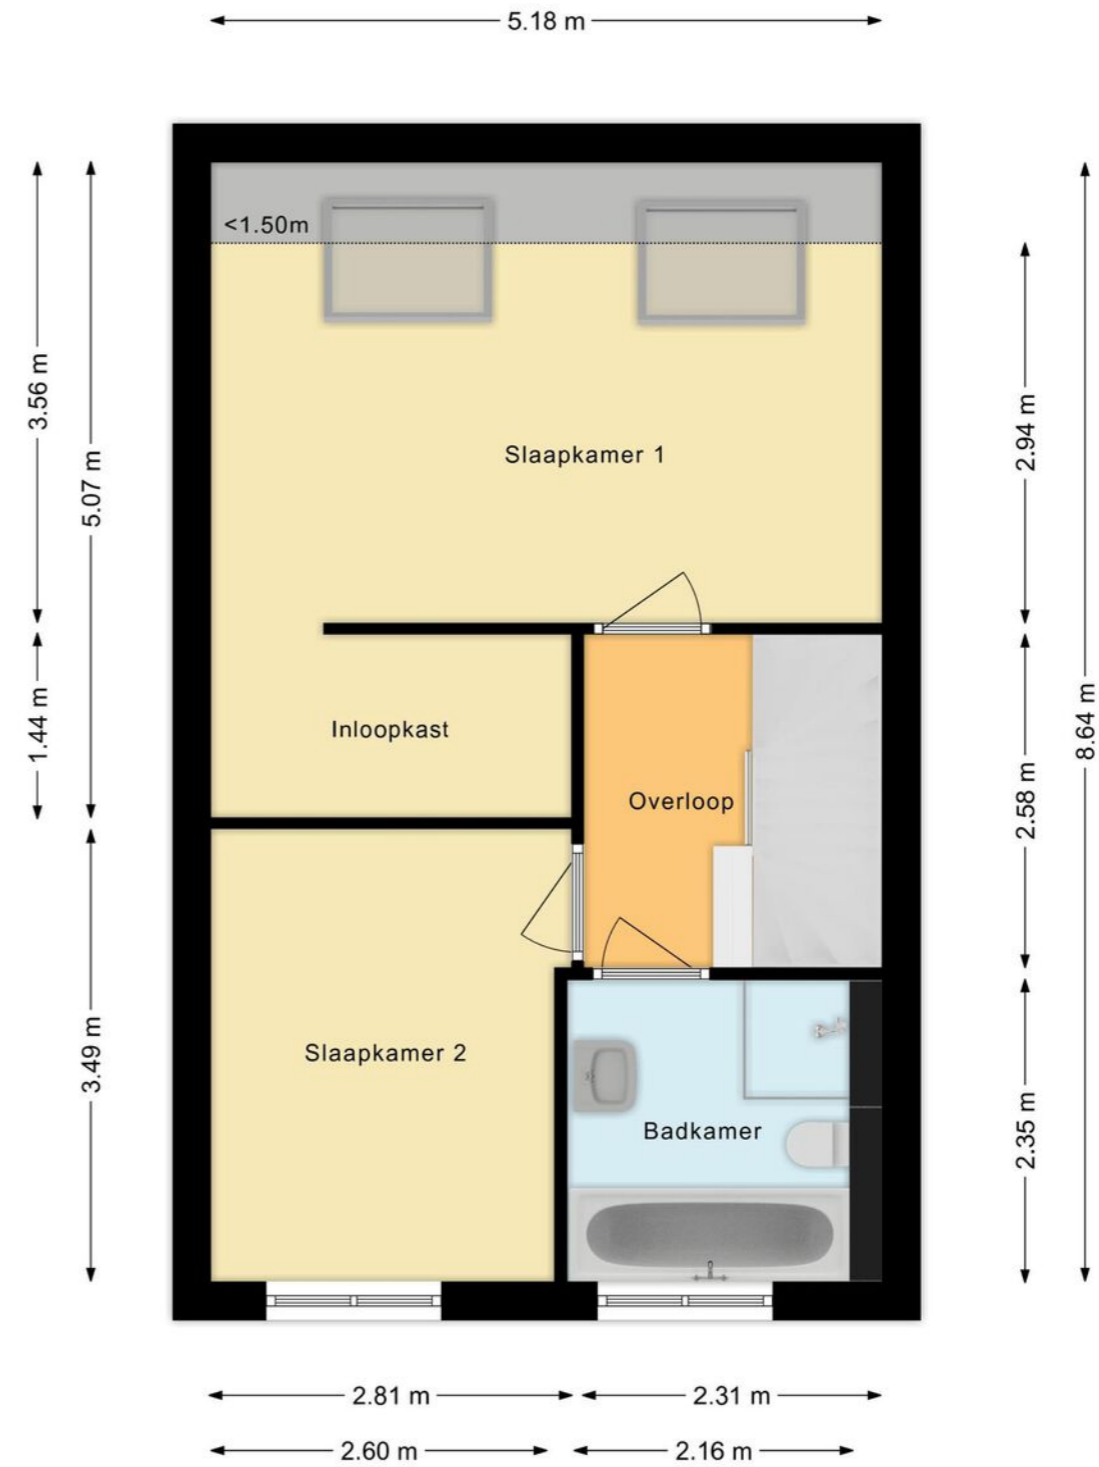 5.18 m
<1.50m
3.56 m
5.07 m
2.94 m
Slaapkamer 1
1.44 m
Inloopkast
Overloop
2.58 m
8.64 m
Slaapkamer 2
3.49 m
Badkamer
2.35 m
2.81 m
2.31 m
2.60 m
2.16 m